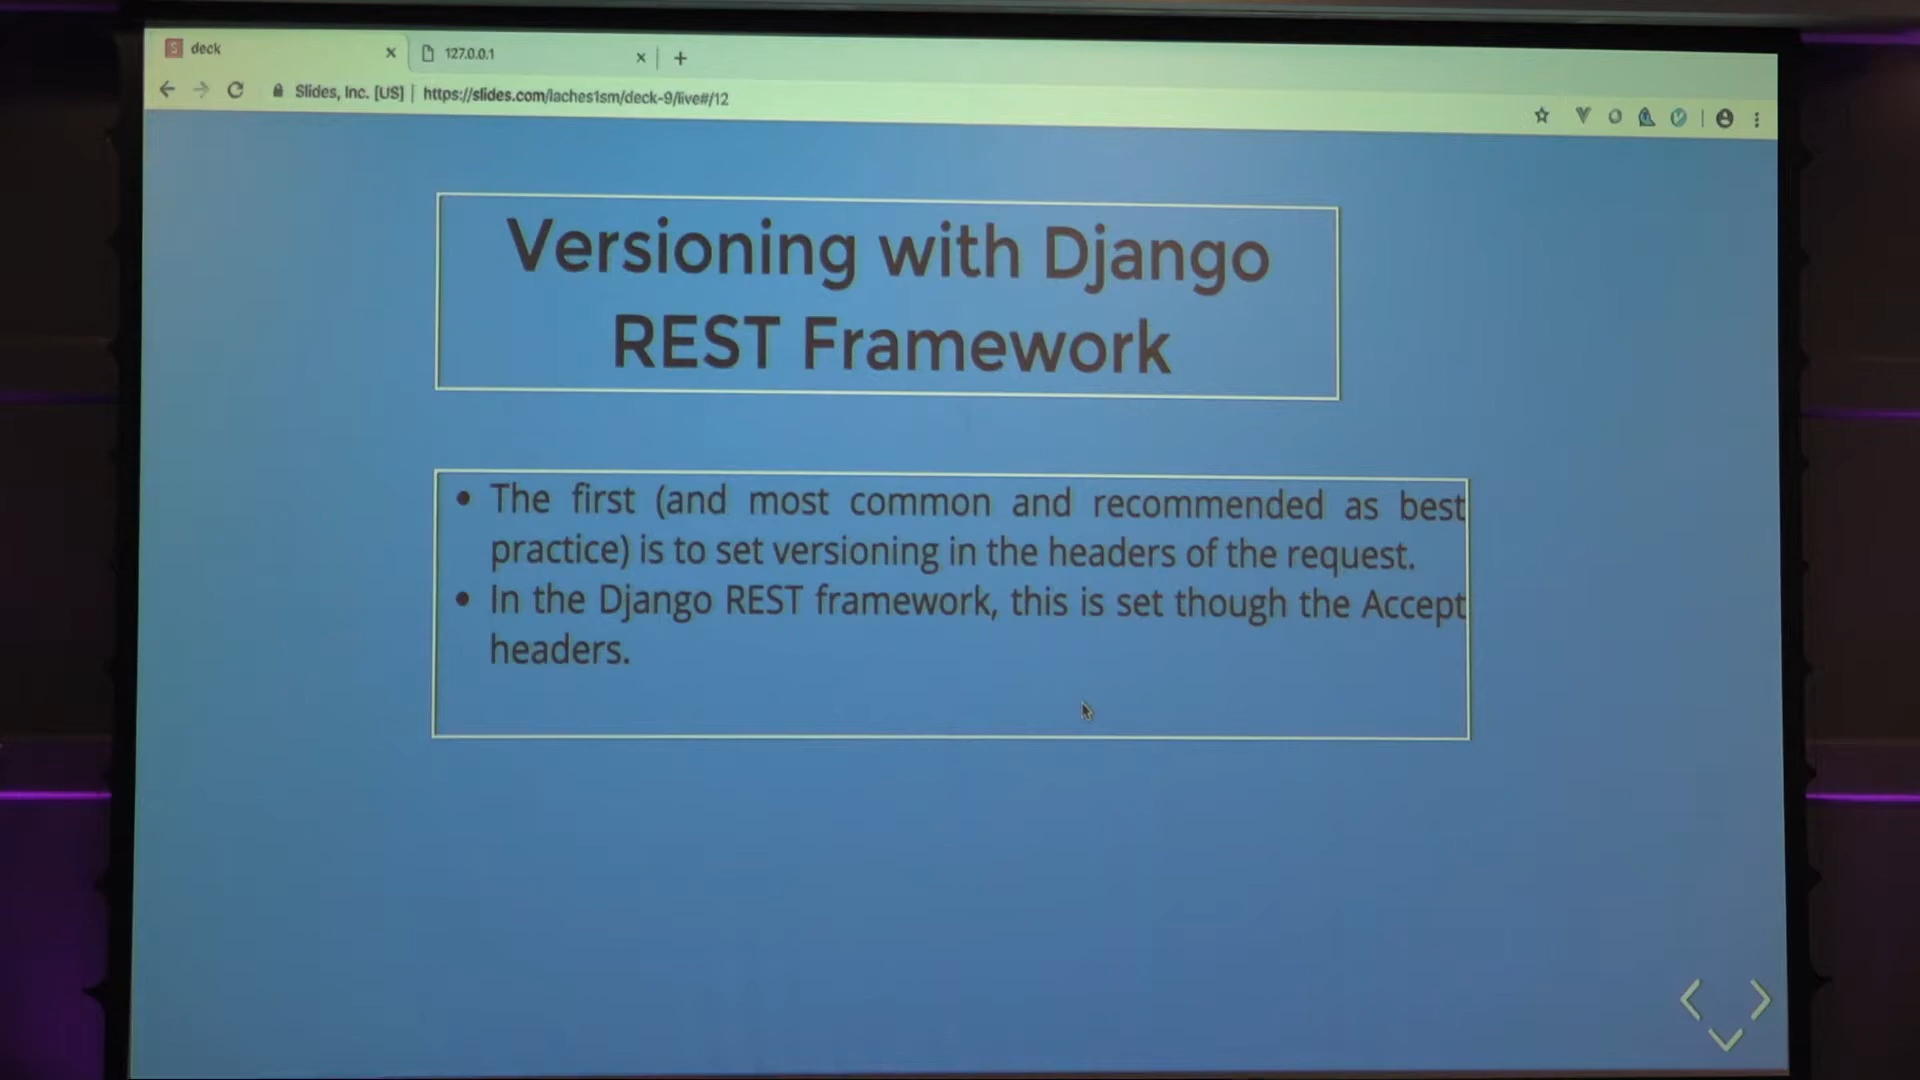 deck
127.0.0.1
Slides, Inc. [US] | https://slides.com/laches1sm/deck-9/live#/12
Versioning with Django
REST Framework
• The first (and most common and recommended as best
practice) is to set versioning in the headers of the request.
• In the Django REST framework, this is set though the Accept
headers.